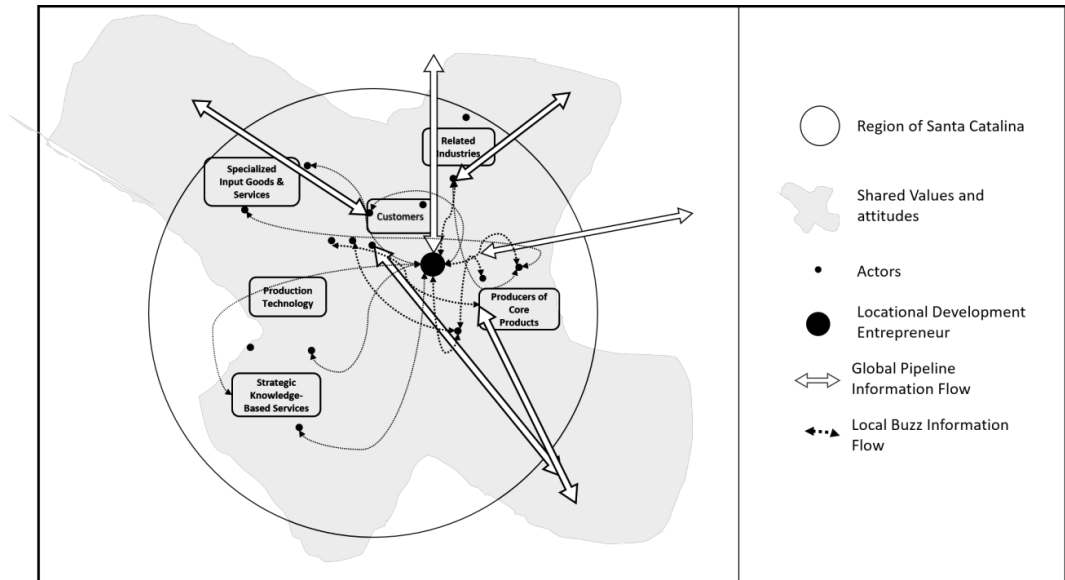 Related
Industries
Specialized
Input Goods &
Services
Customers
Production
Technology
Producers of
Core
Products
Strategic
Knowledge-
Based Services
Region of Santa Catalina
Shared Values and
attitudes
Actors
Locational Development
Entrepreneur
Global Pipeline
Information Flow
Local Buzz Information
Flow